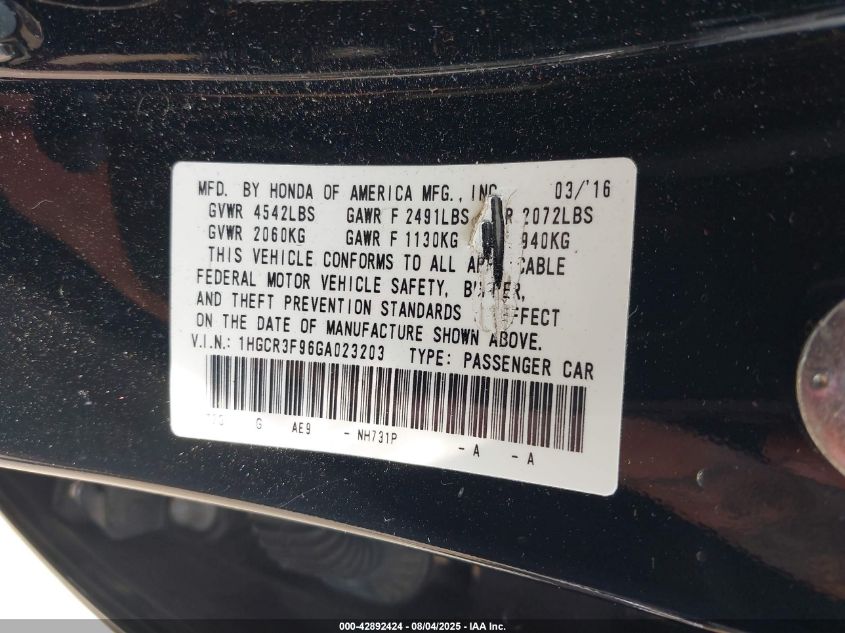 MFD. BY HONDA OF AMERICA MFG., INC 03/'16
GVWR 4542LBS GAWR F 2491LBS R 2072LBS
GVWR 2060KG GAWR F 1130KG 940KG
THIS VEHICLE CONFORMS TO ALL
FEDERAL MOTOR VEHICLE SAFETY,
AND THEFT PREVENTION STANDARDS
ON THE DATE OF MANUFACTURE SHOWN ABOVE.
V.I.N.: 1HGCR3F96GA023203 TYPE: PASSENGER CAR
G AE9 - NH731P - A - A
000-42892424 - 08/04/2025 - IAA Inc.